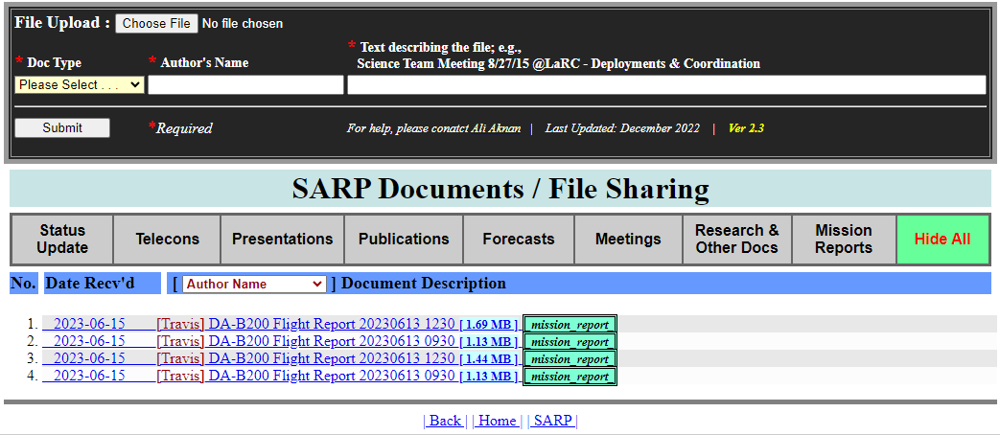 File Upload : Choose File No file chosen
* Text describing the file; e.g.,
* Doc Type * Author's Name Science Team Meeting 8/27/15 @LaRC - Deployments & Coordination
Please Select . . .
Submit *Required For help, please conatct Ali Aknan | Last Updated: December 2022 | Ver 2.3
SARP Documents / File Sharing
Status Update Telecons Presentations Publications Forecasts Meetings Research & Other Docs Mission Reports Hide All
No. Date Recv'd [ Author Name ] Document Description
1. 2023-06-15 [Travis] DA-B200 Flight Report 20230613 1230 [ 1.69 MB ] _mission_report_
2. 2023-06-15 [Travis] DA-B200 Flight Report 20230613 0930 [ 1.13 MB ] _mission_report_
3. 2023-06-15 [Travis] DA-B200 Flight Report 20230613 1230 [ 1.44 MB ] _mission_report_
4. 2023-06-15 [Travis] DA-B200 Flight Report 20230613 0930 [ 1.13 MB ] _mission_report_
| Back | | Home | | SARP |